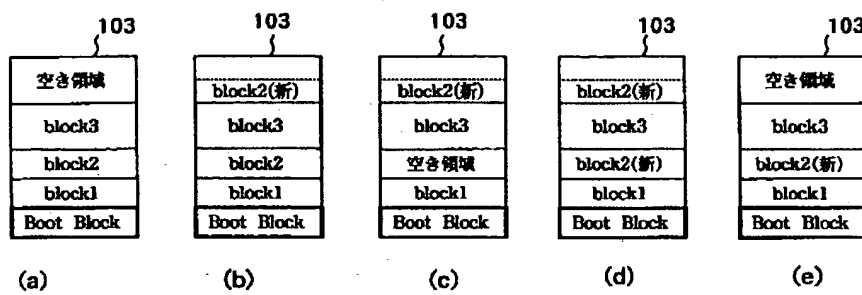 103
空き領域
block3
block2
block1
Boot Block
(a)
103
block2(新)
block3
block2
block1
Boot Block
(b)
103
block2(新)
block3
空き領域
block1
Boot Block
(c)
103
block2(新)
block3
block2(新)
block1
Boot Block
(d)
103
空き領域
block3
block2(新)
block1
Boot Block
(e)